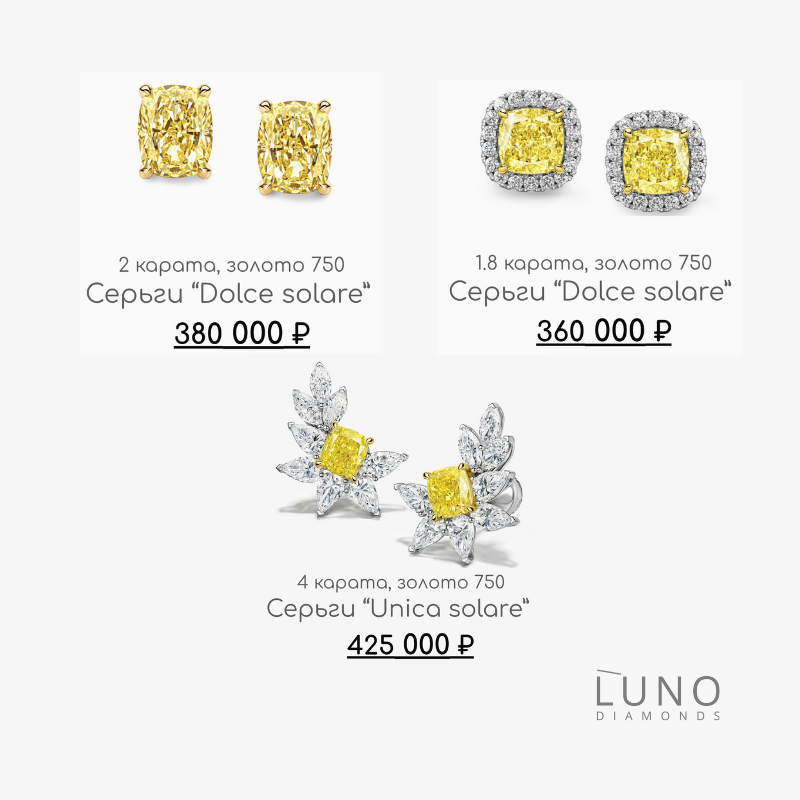 2 карата, золото 750
Серьги “Dolce solare”
380 000 ₽
1.8 карата, золото 750
Серьги “Dolce solare”
360 000 ₽
4 карата, золото 750
Серьги “Unica solare”
425 000 ₽
LUNO
DIAMONDS